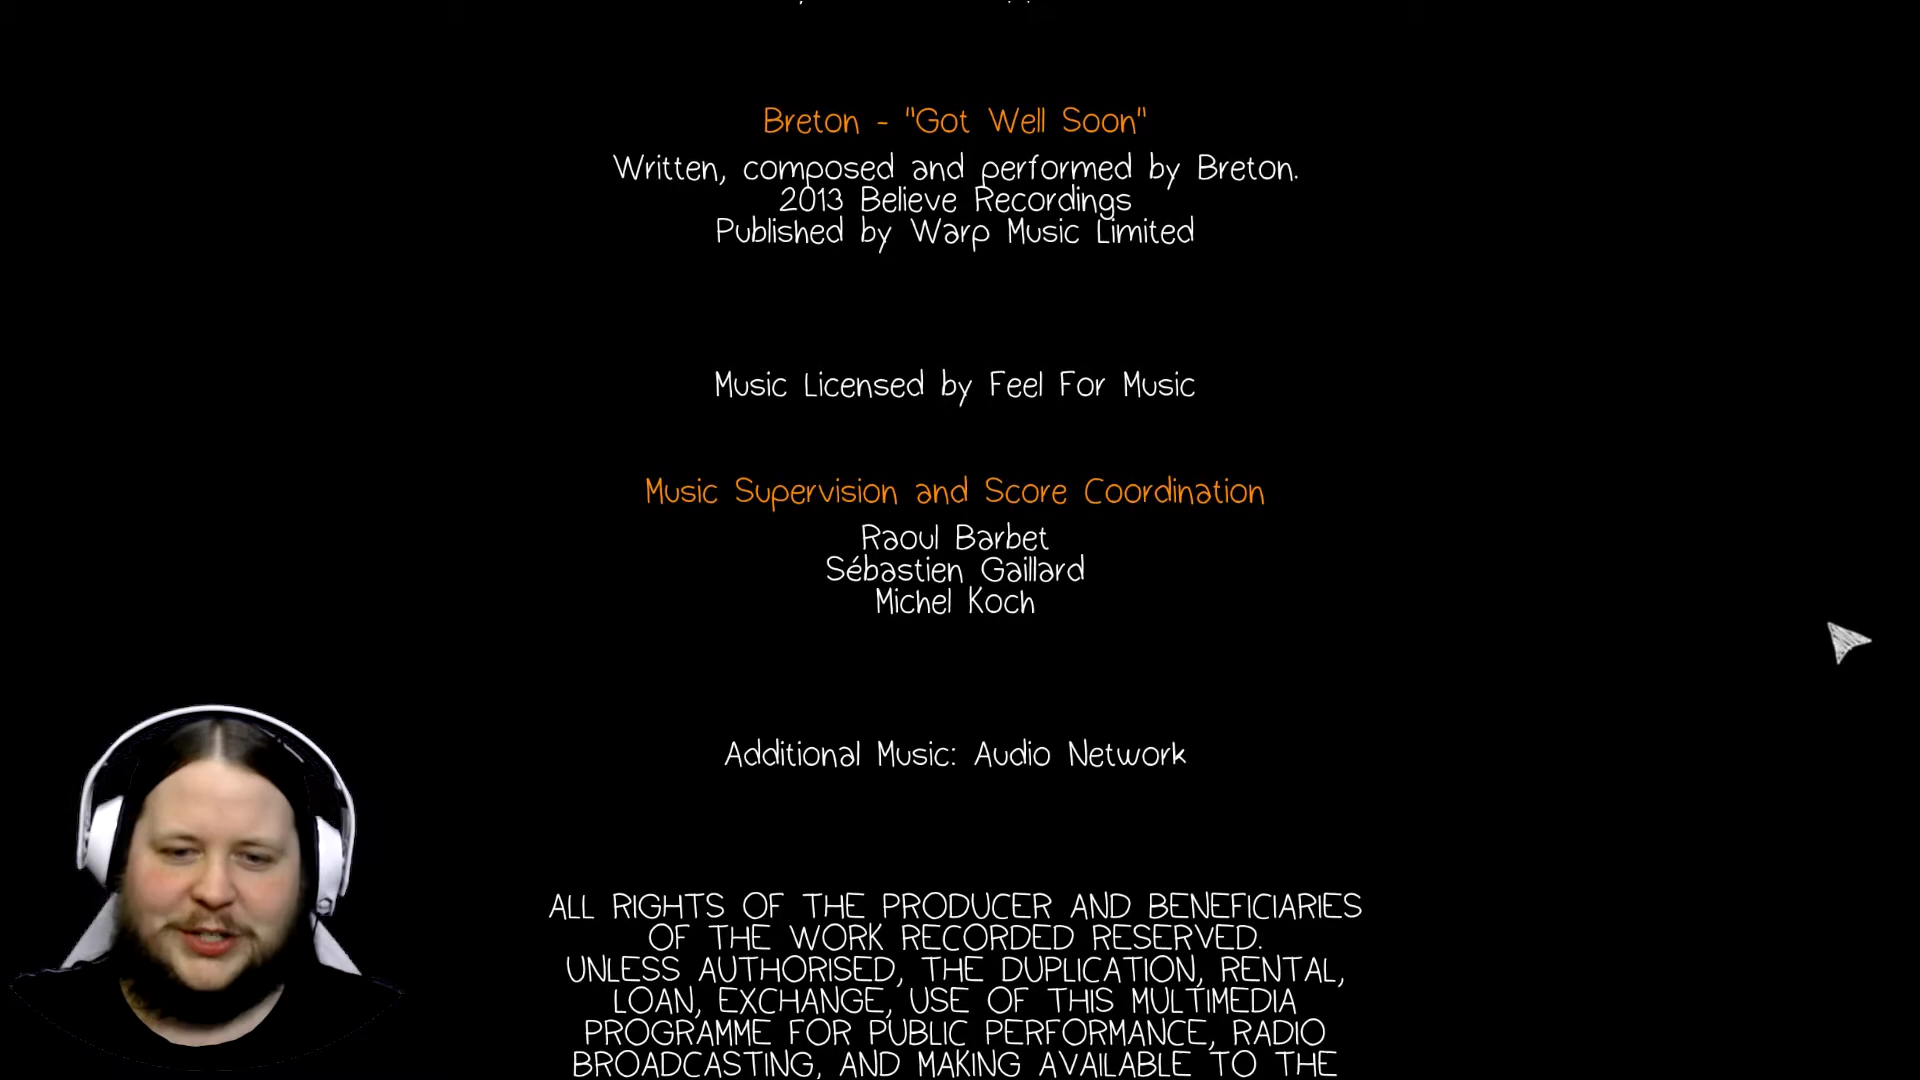 Breton - "Got Well Soon"
Written, composed and performed by Breton.
2013 Believe Recordings
Published by Warp Music Limited
Music Licensed by Feel For Music
Music Supervision and Score Coordination
Raoul Barbet
Sébastien Gaillard
Michel Koch
Additional Music: Audio Network
ALL RIGHTS OF THE PRODUCER AND BENEFICIARIES
OF THE WORK RECORDED RESERVED.
UNLESS AUTHORISED, THE DUPLICATION, RENTAL,
LOAN, EXCHANGE, USE OF THIS MULTIMEDIA
PROGRAMME FOR PUBLIC PERFORMANCE, RADIO
BROADCASTING, AND MAKING AVAILABLE TO THE